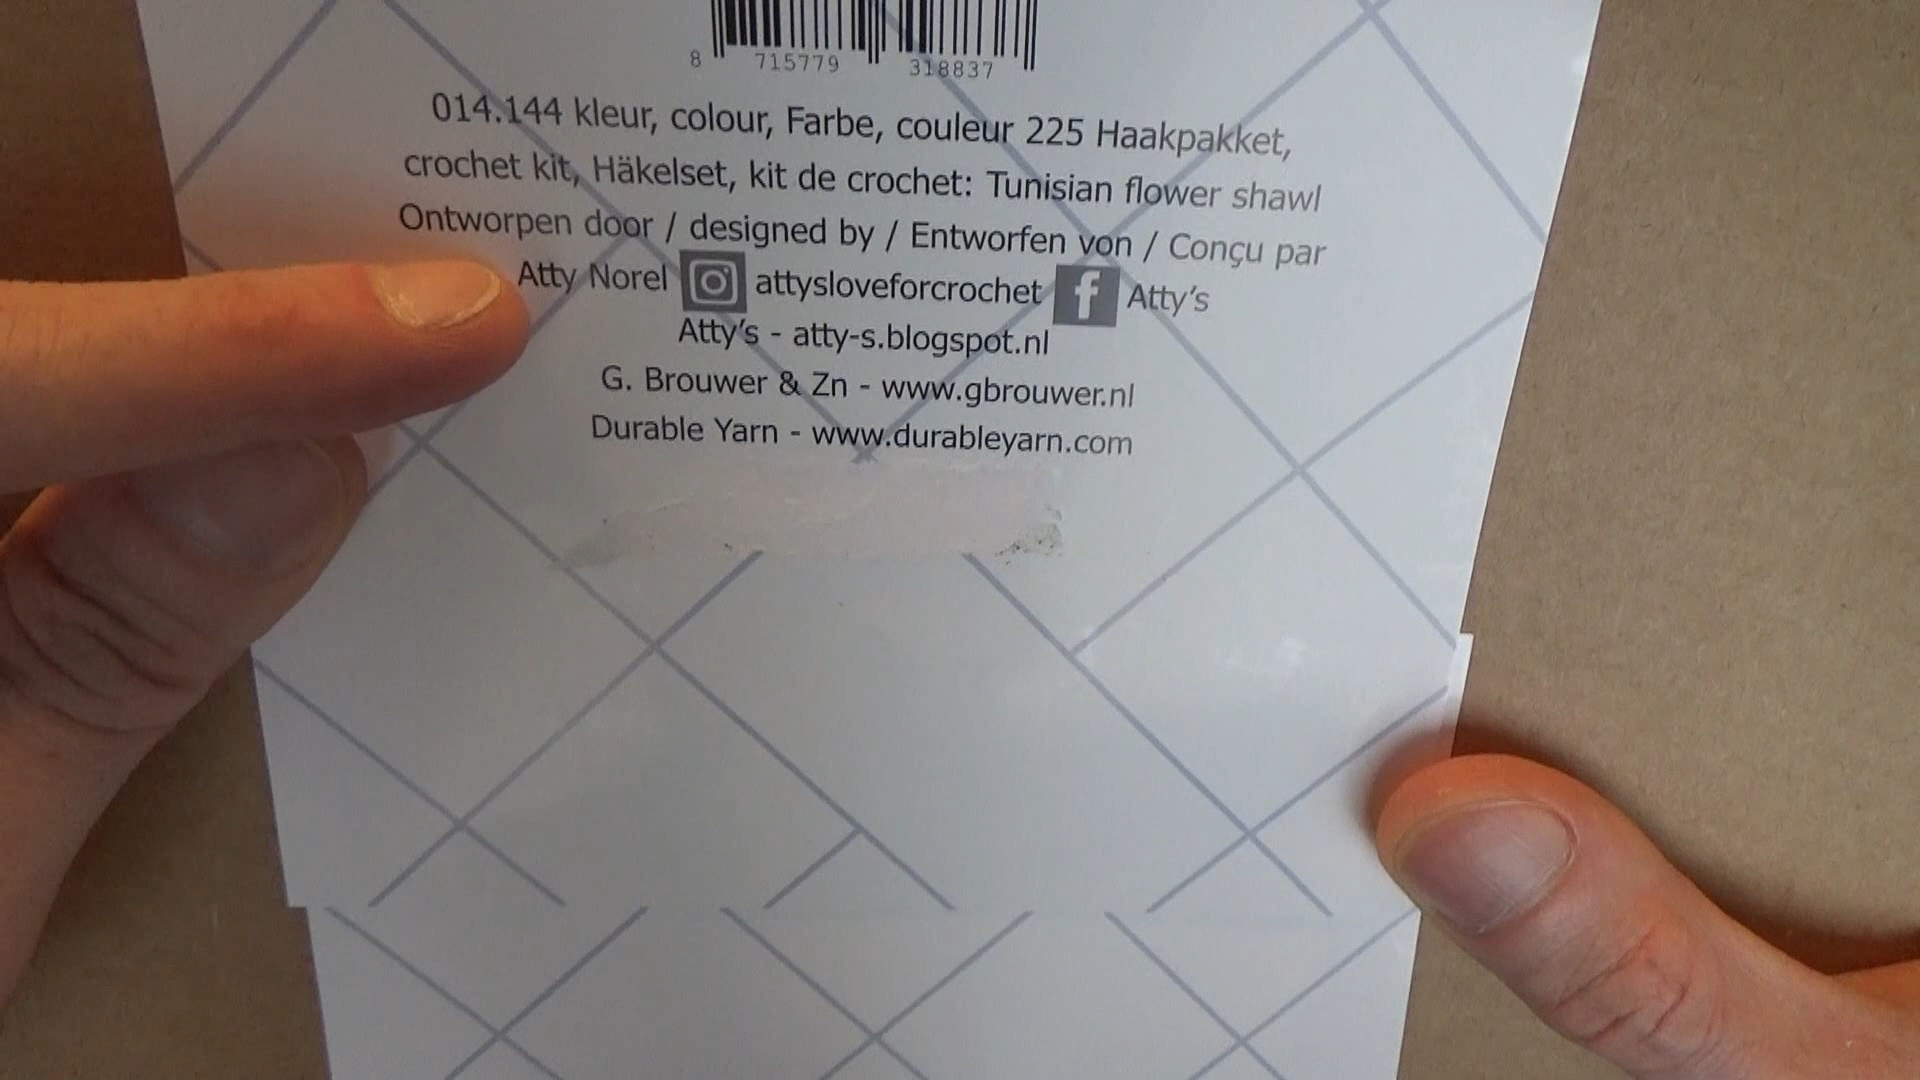 8 715779 318837
014.144 kleur, colour, Farbe, couleur 225 Haakpakket,
crochet kit, Häkelset, kit de crochet: Tunisian flower shawl
Ontworpen door / designed by / Entworfen von / Conçu par
Atty Norel attysloveforcrochet f Atty's
Atty's - atty-s.blogspot.nl
G. Brouwer & Zn - www.gbrouwer.nl
Durable Yarn - www.durableyarn.com